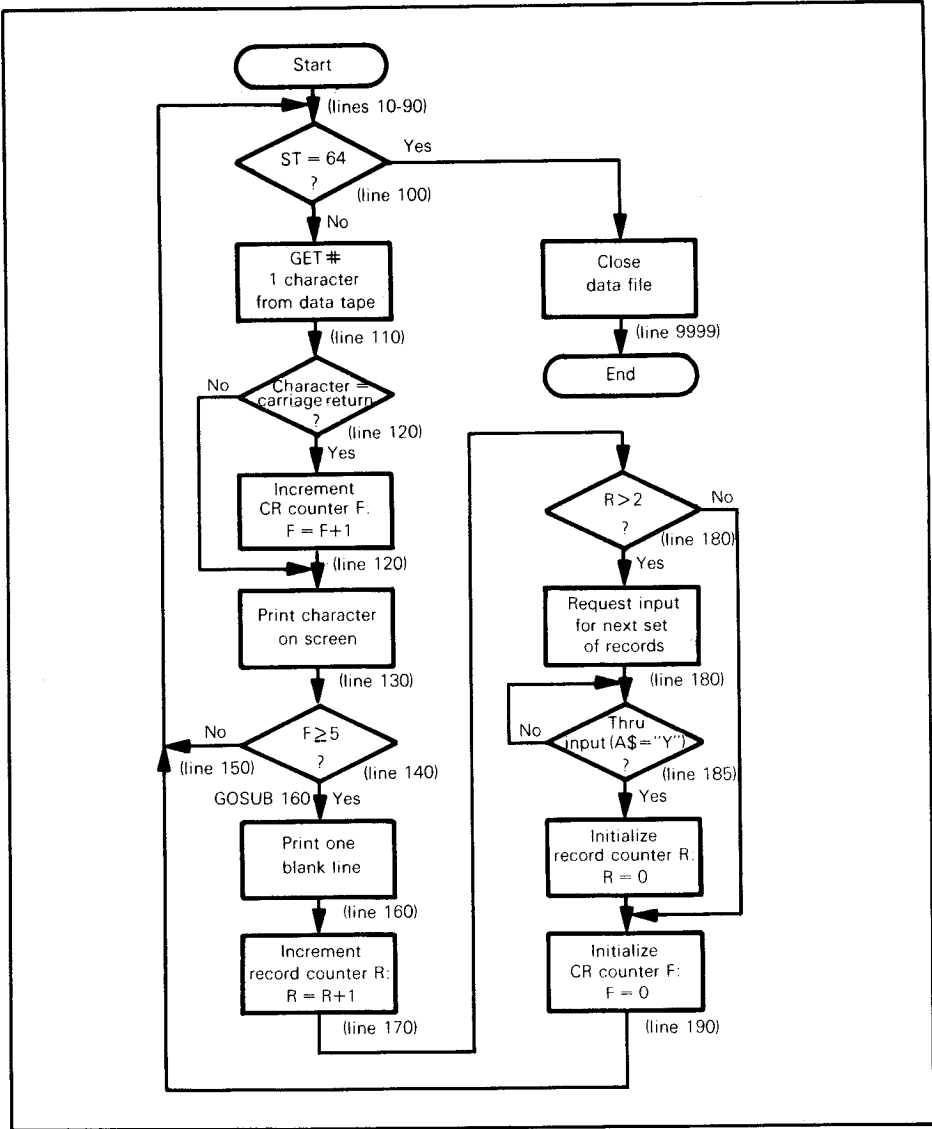 Start
(lines 10-90)
ST = 64
?
Yes
(line 100)
No
GET #
1 character
from data tape
(line 110)
Close
data file
(line 9999)
End
No
Character =
carriage return
?
(line 120)
Yes
Increment
CR counter F:
F = F+1
(line 120)
Print character
on screen
(line 130)
No
F≥5
?
(line 150)
(line 140)
GOSUB 160
Yes
Print one
blank line
(line 160)
Increment
record counter R:
R = R+1
(line 170)
R>2
?
No
(line 180)
Yes
Request input
for next set
of records
(line 180)
No
Thru
input (A$="Y")
?
(line 185)
Yes
Initialize
record counter R:
R = 0
Initialize
CR counter F:
F = 0
(line 190)